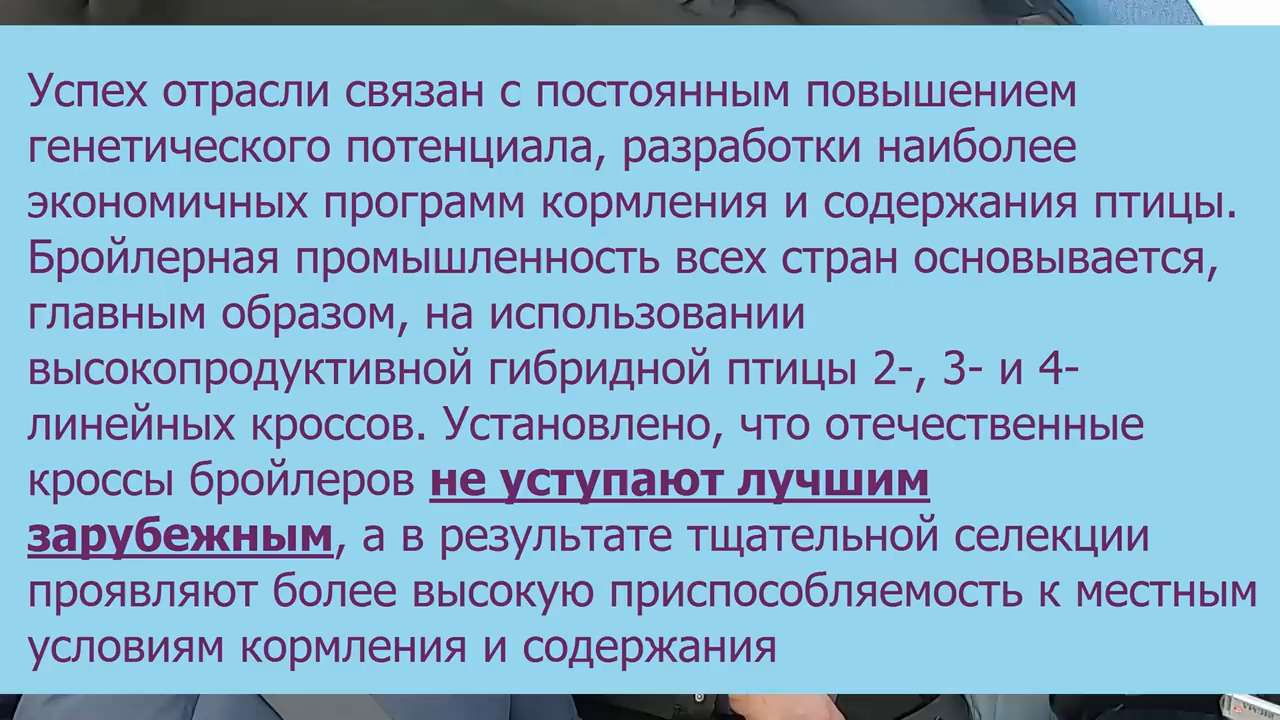 Успех отрасли связан с постоянным повышением
генетического потенциала, разработки наиболее
экономичных программ кормления и содержания птицы.
Бройлерная промышленность всех стран основывается,
главным образом, на использовании
высокопродуктивной гибридной птицы 2-, 3- и 4-
линейных кроссов. Установлено, что отечественные
кроссы бройлеров не уступают лучшим
зарубежным, а в результате тщательной селекции
проявляют более высокую приспособляемость к местным
условиям кормления и содержания